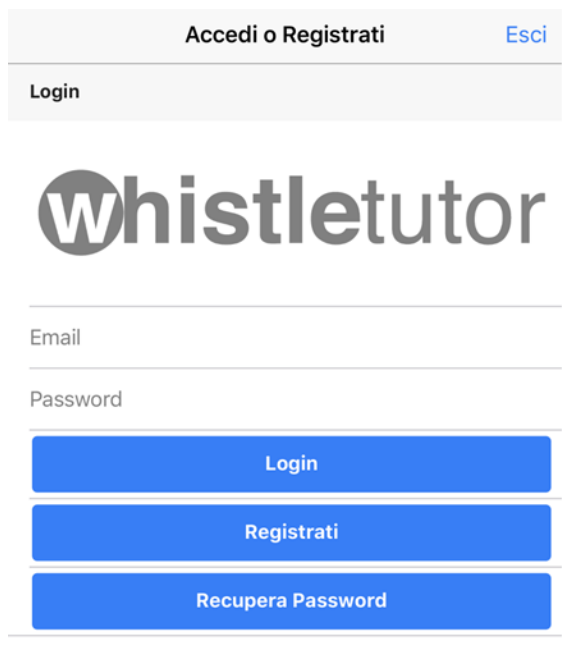 Accedi o Registrati
Esci
Login
whistletutor
Email
Password
Login
Registrati
Recupera Password